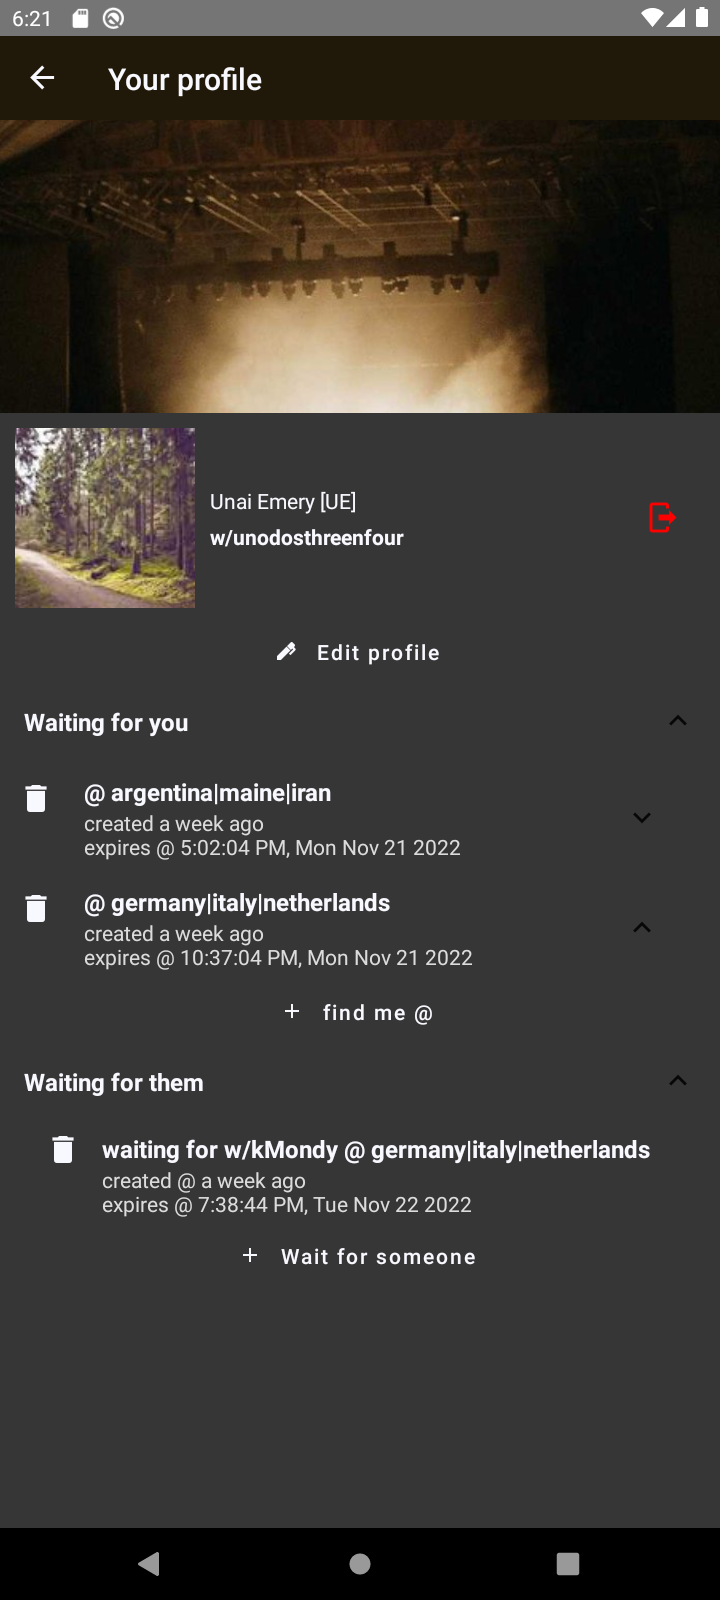 6:21
Your profile
Unai Emery [UE]
w/unodosthreenfour
Edit profile
Waiting for you
@ argentina|maine|iran
created a week ago
expires @ 5:02:04 PM, Mon Nov 21 2022
@ germany|italy|netherlands
created a week ago
expires @ 10:37:04 PM, Mon Nov 21 2022
+ find me @
Waiting for them
waiting for w/kMondy @ germany|italy|netherlands
created @ a week ago
expires @ 7:38:44 PM, Tue Nov 22 2022
+ Wait for someone